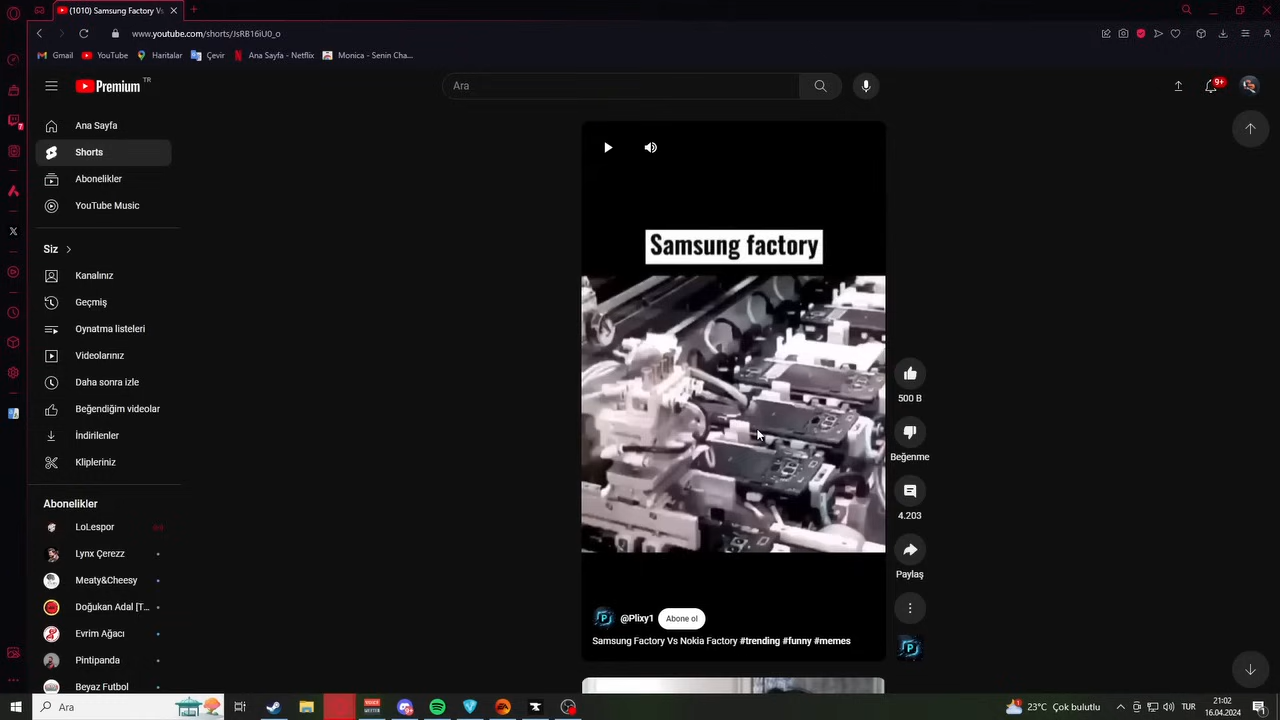 (1010) Samsung Factory Vs
www.youtube.com/shorts/JsRB16iU0_o
Gmail
YouTube
Haritalar
Çevir
Ana Sayfa - Netflix
Monica - Senin Cha...
Premium TR
Ara
9+
Ana Sayfa
Shorts
Abonelikler
YouTube Music
Siz
Kanalınız
Geçmiş
Oynatma listeleri
Videolarınız
Daha sonra izle
Beğendiğim videolar
İndirilenler
Klipleriniz
Abonelikler
LoLespor
Lynx Çerezz
Meaty&Cheesy
Doğukan Adal [T...
Evrim Ağacı
Pintipanda
Beyaz Futbol
Samsung factory
500 B
Beğenme
4.203
Paylaş
@Plixy1
Abone ol
Samsung Factory Vs Nokia Factory #trending #funny #memes
Ara
23°C Çok bulutlu
TUR
21:02
16.04.2024